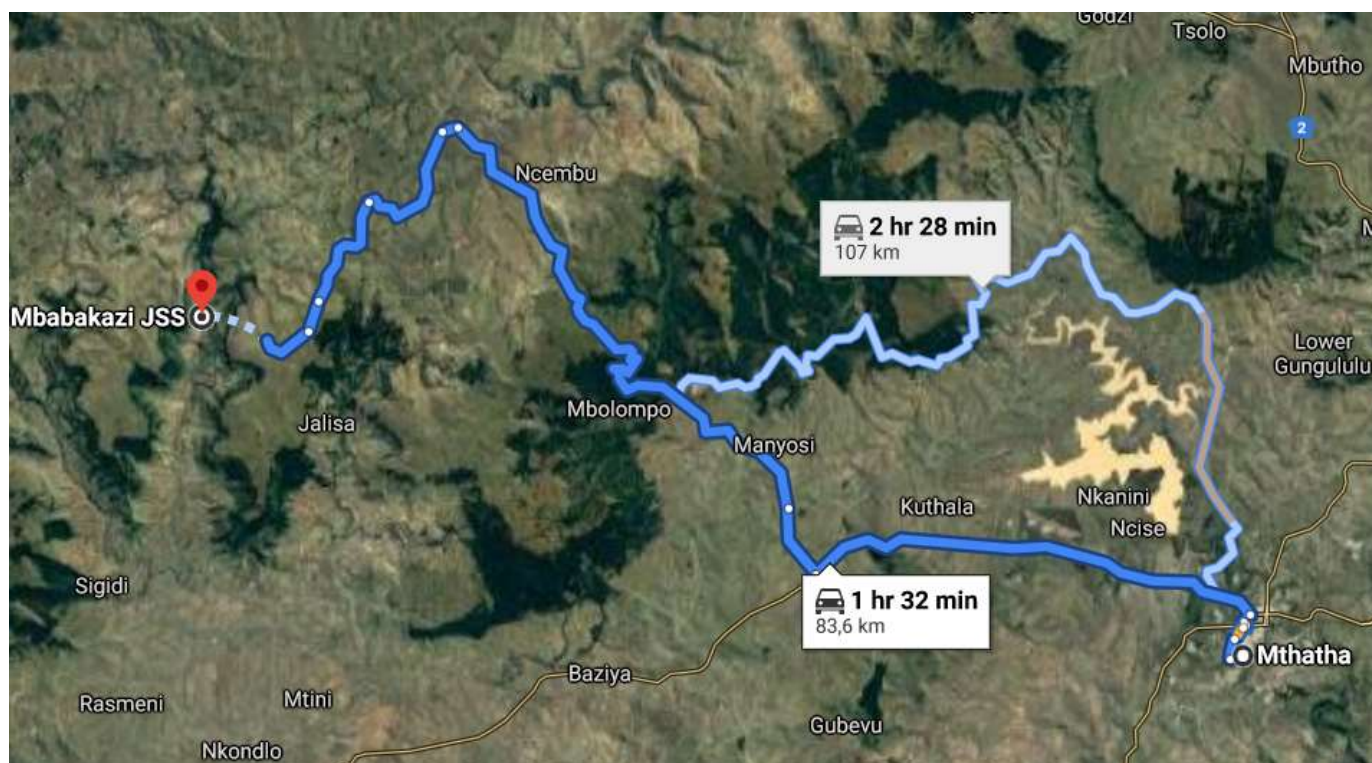 Godzi
Tsolo
Mbutho
2
Ncembu
2 hr 28 min
107 km
Mbabakazi JSS
Lower
Gungululu
Jalisa
Mbolompo
Manyosi
Kuthala
Nkanini
Ncise
Sigidi
1 hr 32 min
83,6 km
Mthatha
Baziya
Rasmeni
Mtini
Gubevu
Nkondlo